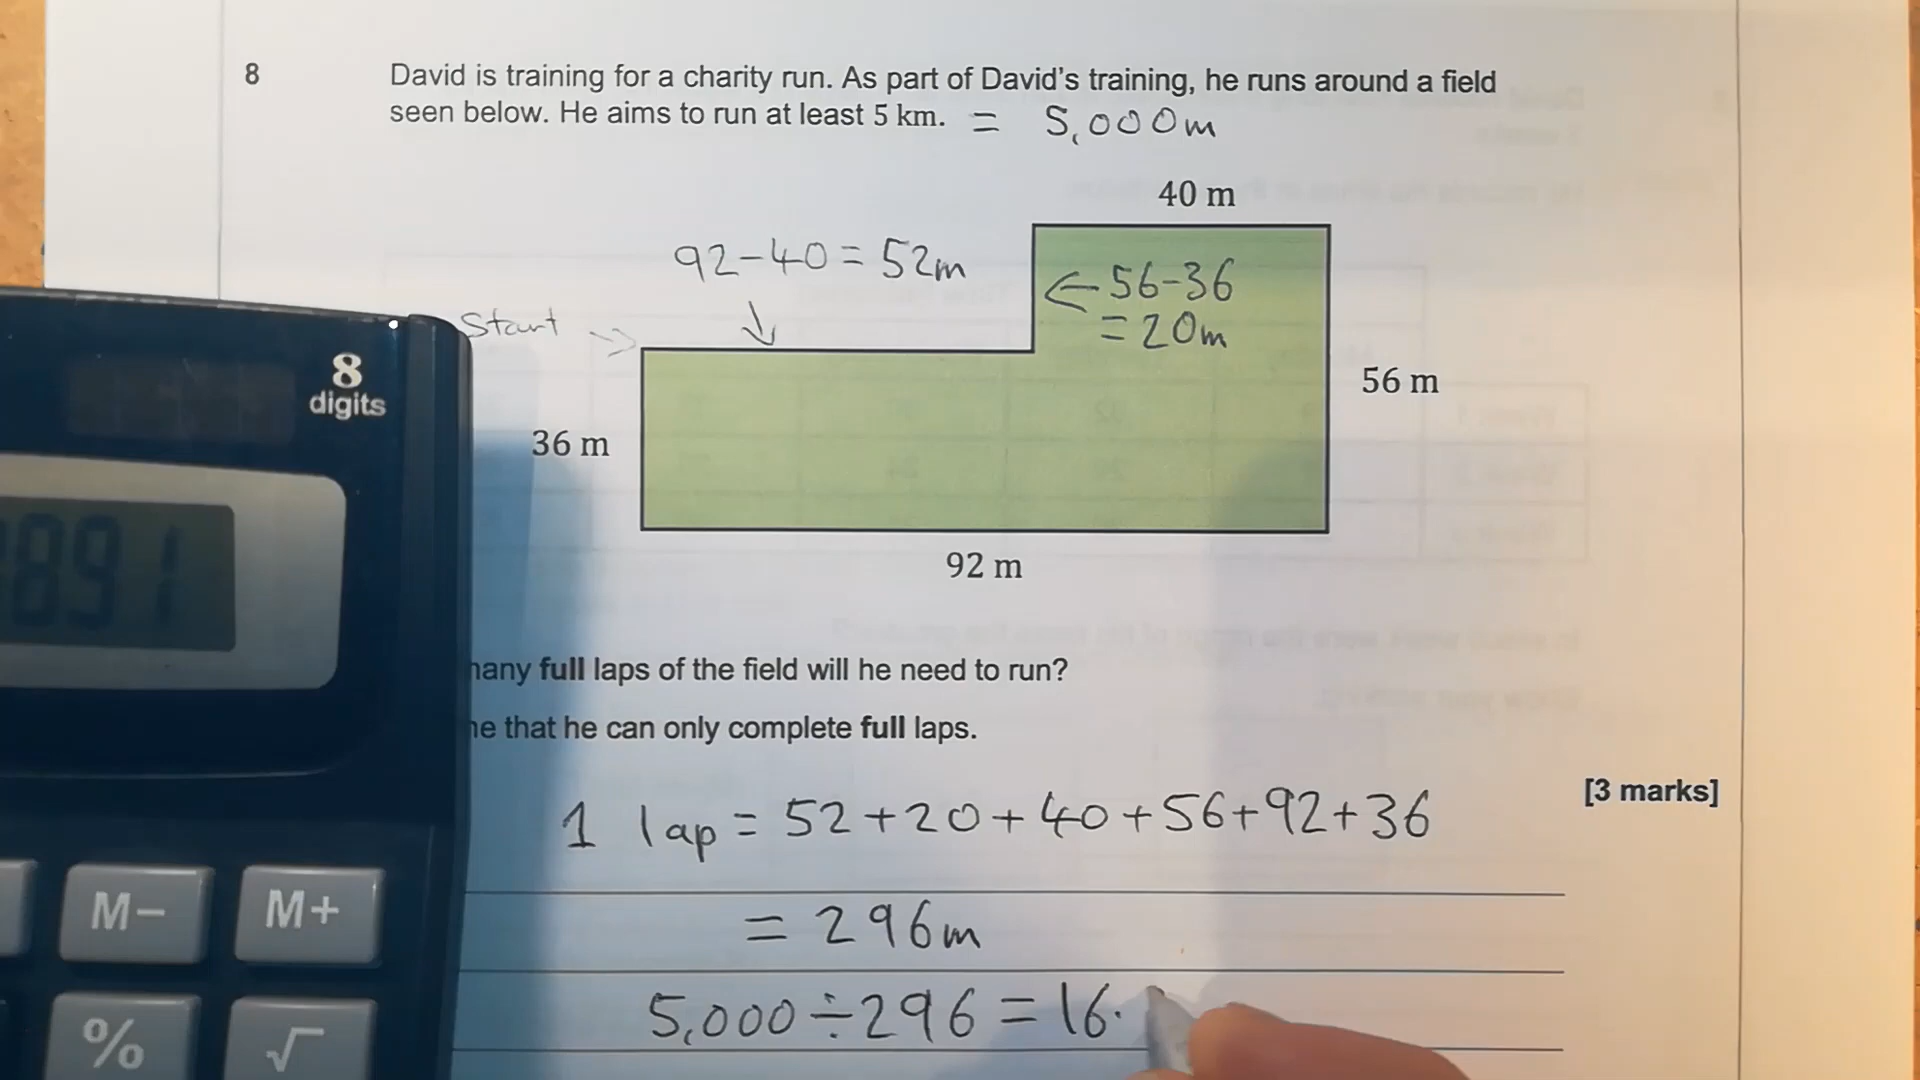 8 David is training for a charity run. As part of David's training, he runs around a field
seen below. He aims to run at least 5 km. = 5,000m
40 m
92-40 = 52m
← 56-36
= 20m
Start
56 m
36 m
92 m
8
digits
891
full laps of the field will he need to run?
that he can only complete full laps.
[3 marks]
1 lap = 52+20+40+56+92+36
= 296m
5,000÷296 = 16.
M− M+
% √